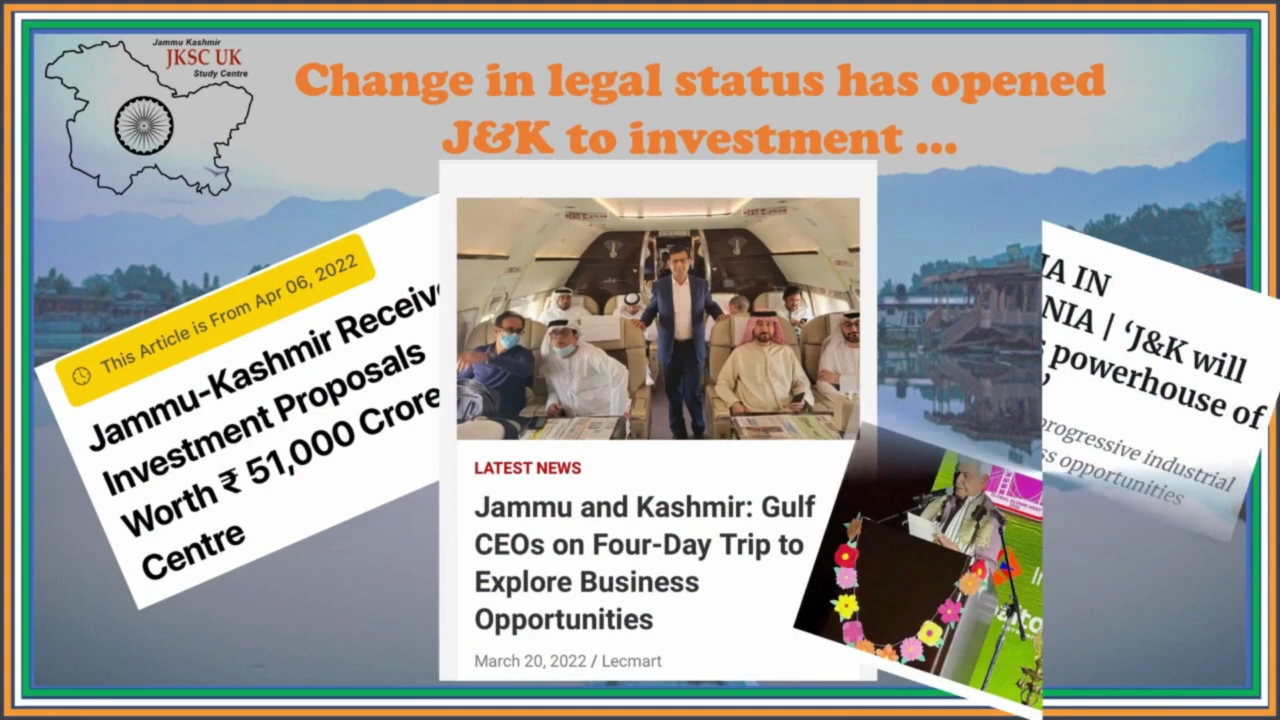 Jammu Kashmir
JKSC UK
Study Centre
Change in legal status has opened
J&K to investment ...
This Article is From Apr 06, 2022
Jammu-Kashmir Receiv
Investment Proposals
Worth ₹ 51,000 Crore
Centre
LATEST NEWS
Jammu and Kashmir: Gulf
CEOs on Four-Day Trip to
Explore Business
Opportunities
March 20, 2022 / Lecmart
IA IN
NIA | ‘J&K will
powerhouse of
’
progressive industrial
ss opportunities